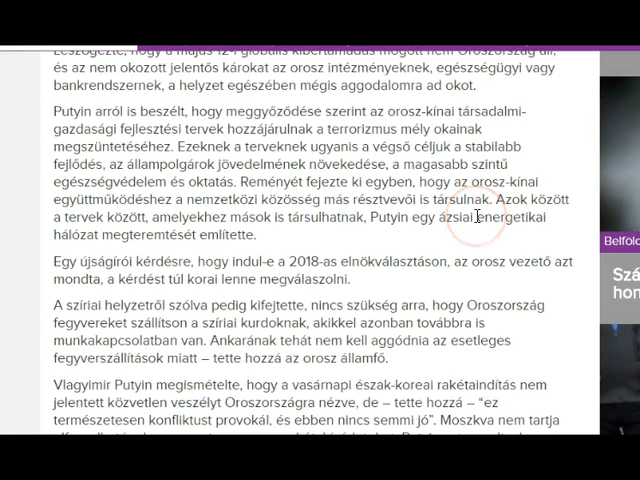 Leszögezte, hogy a május 12-i globális kibertámadás mögött nem Oroszország áll,
és az nem okozott jelentős károkat az orosz intézményeknek, egészségügyi vagy
bankrendszernek, a helyzet egészében mégis aggodalomra ad okot.
Putyin arról is beszélt, hogy meggyőződése szerint az orosz-kínai társadalmi-
gazdasági fejlesztési tervek hozzájárulnak a terrorizmus mély okainak
megszüntetéséhez. Ezeknek a terveknek ugyanis a végső céljuk a stabilabb
fejlődés, az állampolgárok jövedelmének növekedése, a magasabb szintű
egészségvédelem és oktatás. Reményét fejezte ki egyben, hogy az orosz-kínai
együttműködéshez a nemzetközi közösség más résztvevői is társulnak. Azok között
a tervek között, amelyekhez mások is társulhatnak, Putyin egy ázsiai energetikai
hálózat megteremtését említette.
Egy újságírói kérdésre, hogy indul-e a 2018-as elnökválasztáson, az orosz vezető azt
mondta, a kérdést túl korai lenne megválaszolni.
A szíriai helyzetről szólva pedig kifejtette, nincs szükség arra, hogy Oroszország
fegyvereket szállítson a szíriai kurdoknak, akikkel azonban továbbra is
munkakapcsolatban van. Ankarának tehát nem kell aggódnia az esetleges
fegyverszállítások miatt – tette hozzá az orosz államfő.
Vlagyimir Putyin megismételte, hogy a vasárnapi észak-koreai rakétaindítás nem
jelentett közvetlen veszélyt Oroszországra nézve, de – tette hozzá – “ez
természetesen konfliktust provokál, és ebben nincs semmi jó”. Moszkva nem tartja
Belföld
Szá
hon